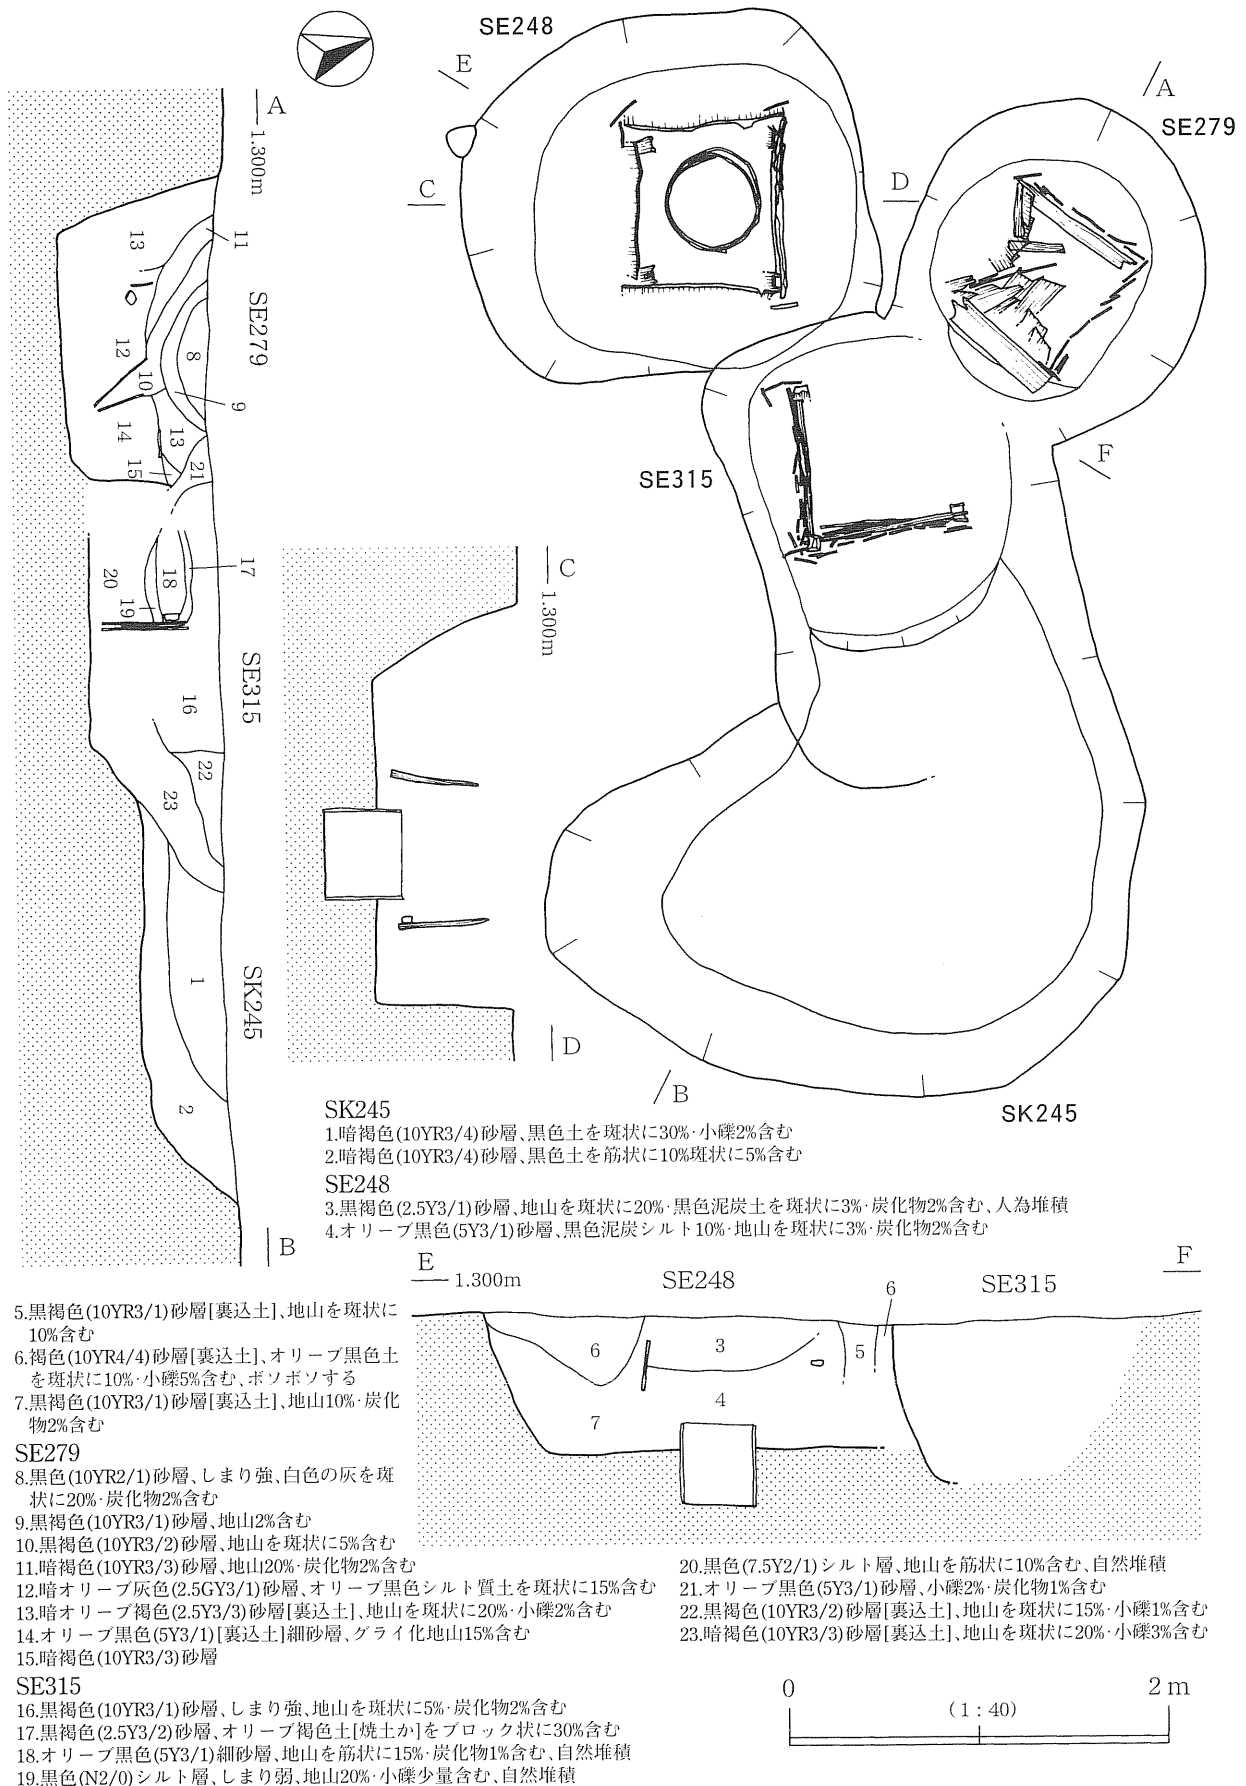 SE248
E
A
1.300m
A
SE279
C
D
13
11
SE279
12
8
10
9
14
13
15
21
F
SE315
17
20
18
19
C
1.300m
SE315
16
22
23
1
SK245
2
D
B
B
SK245
SK245
1.暗褐色(10YR3/4)砂層、黒色土を斑状に30%·小礫2%含む
2.暗褐色(10YR3/4)砂層、黒色土を筋状に10%斑状に5%含む
SE248
3.黒褐色(2.5Y3/1)砂層、地山を斑状に20%·黒色泥炭土を斑状に3%·炭化物2%含む、人為堆積
4.オリーブ黒色(5Y3/1)砂層、黒色泥炭シルト10%·地山を斑状に3%·炭化物2%含む
E
1.300m
SE248
SE315
F
6
6
3
5
4
7
5.黒褐色(10YR3/1)砂層[裏込土]、地山を斑状に
10%含む
6.褐色(10YR4/4)砂層[裏込土]、オリーブ黒色土
を斑状に10%·小礫5%含む、ボソボソする
7.黒褐色(10YR3/1)砂層[裏込土]、地山10%·炭化
物2%含む
SE279
8.黒色(10YR2/1)砂層、しまり強、白色の灰を斑
状に20%·炭化物2%含む
9.黒褐色(10YR3/1)砂層、地山2%含む
10.黒褐色(10YR3/2)砂層、地山を斑状に5%含む
11.暗褐色(10YR3/3)砂層、地山20%·炭化物2%含む
12.暗オリーブ灰色(2.5GY3/1)砂層、オリーブ黒色シルト質土を斑状に15%含む
13.暗オリーブ褐色(2.5Y3/3)砂層[裏込土]、地山を斑状に20%·小礫2%含む
14.オリーブ黒色(5Y3/1)[裏込土]細砂層、グライ化地山15%含む
15.暗褐色(10YR3/3)砂層
SE315
16.黒褐色(10YR3/1)砂層、しまり強、地山を斑状に5%·炭化物2%含む
17.黒褐色(2.5Y3/2)砂層、オリーブ褐色土[焼土か]をブロック状に30%含む
18.オリーブ黒色(5Y3/1)細砂層、地山を筋状に15%·炭化物1%含む、自然堆積
19.黒色(N2/0)シルト層、しまり弱、地山20%·小礫少量含む、自然堆積
20.黒色(7.5Y2/1)シルト層、地山を筋状に10%含む、自然堆積
21.オリーブ黒色(5Y3/1)砂層、小礫2%·炭化物1%含む
22.黒褐色(10YR3/2)砂層[裏込土]、地山を斑状に15%·小礫1%含む
23.暗褐色(10YR3/3)砂層[裏込土]、地山を斑状に20%·小礫3%含む
0
(1:40)
2m